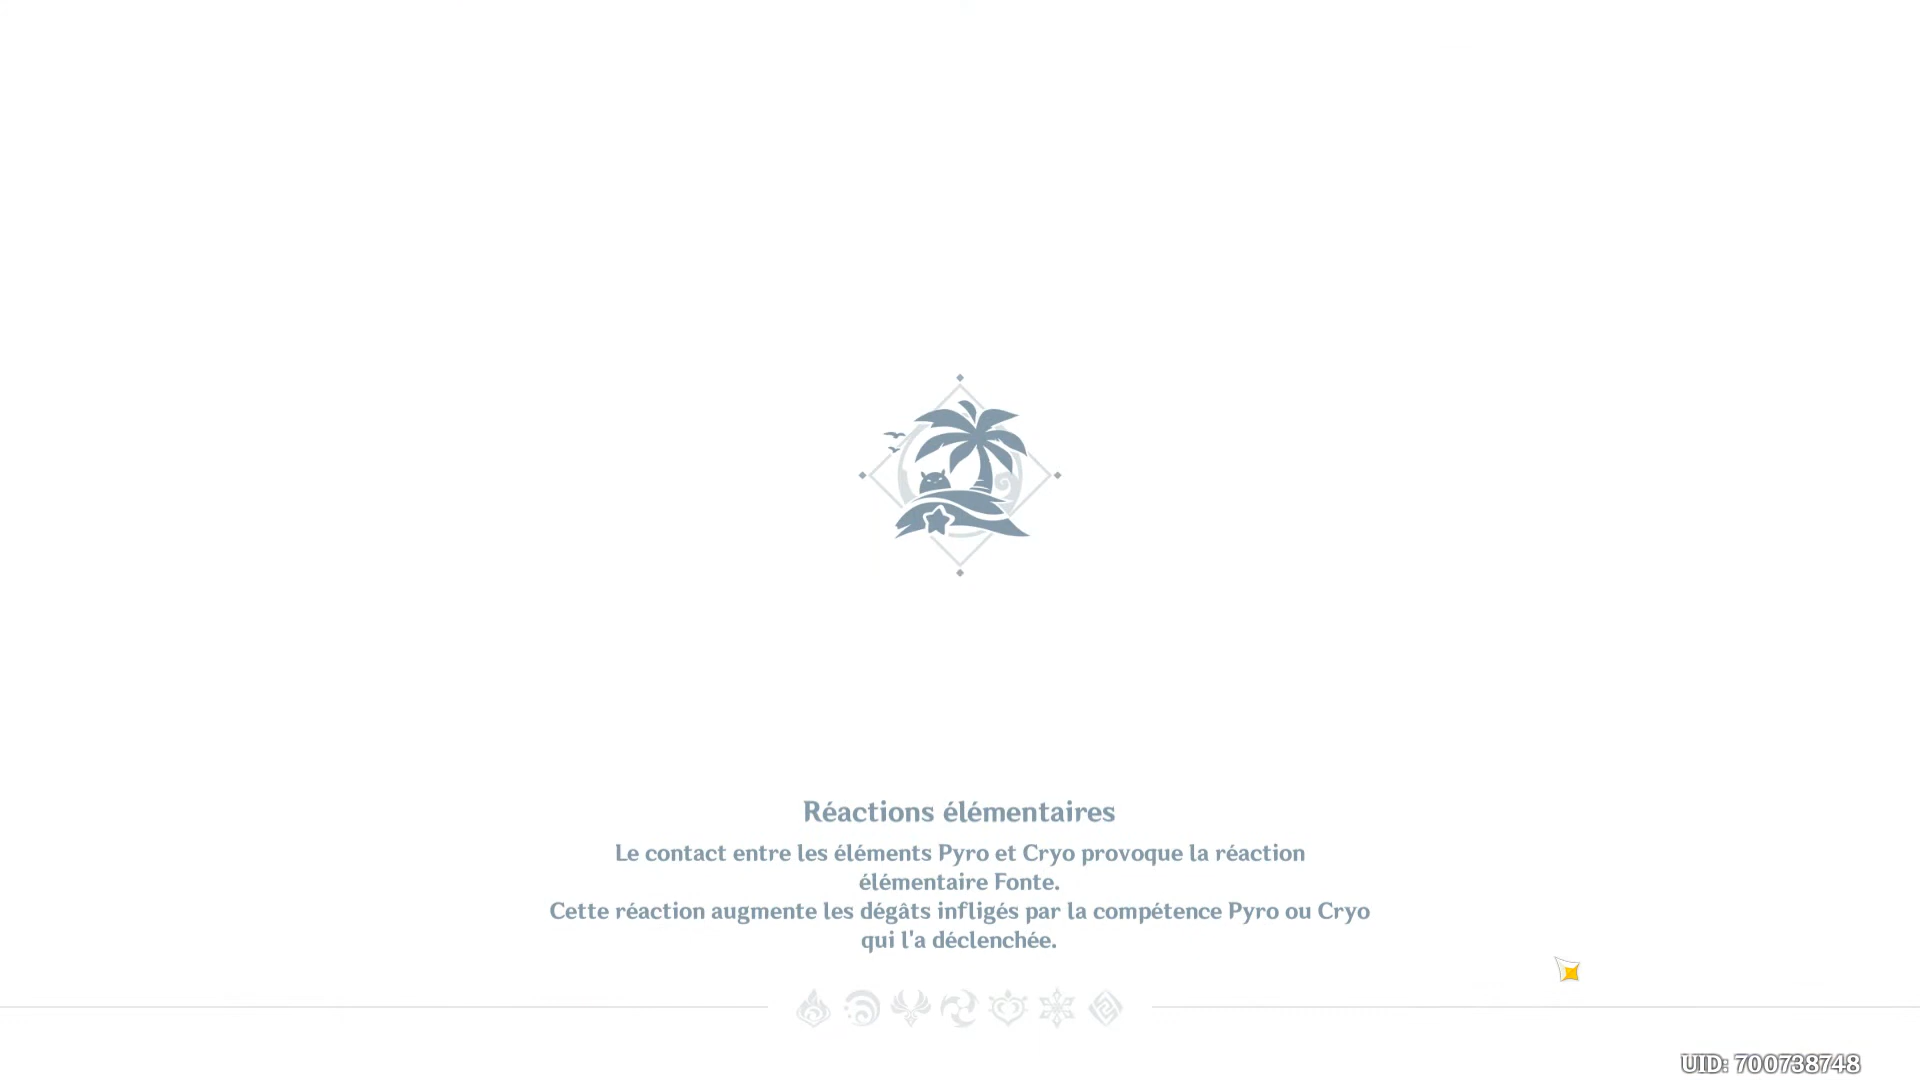 Réactions élémentaires
Le contact entre les éléments Pyro et Cryo provoque la réaction
élémentaire Fonte.
Cette réaction augmente les dégâts infligés par la compétence Pyro ou Cryo
qui l'a déclenchée.
UID: 700738748